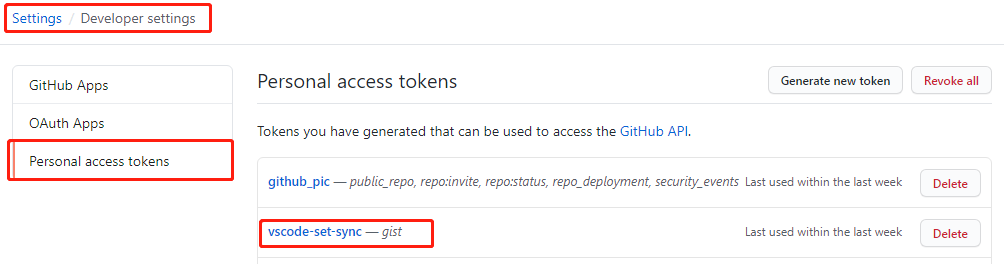 Settings / Developer settings
GitHub Apps
OAuth Apps
Personal access tokens
Personal access tokens
Generate new token
Revoke all
Tokens you have generated that can be used to access the GitHub API.
github_pic — public_repo, repo:invite, repo:status, repo_deployment, security_events Last used within the last week Delete
vscode-set-sync — gist Last used within the last week Delete